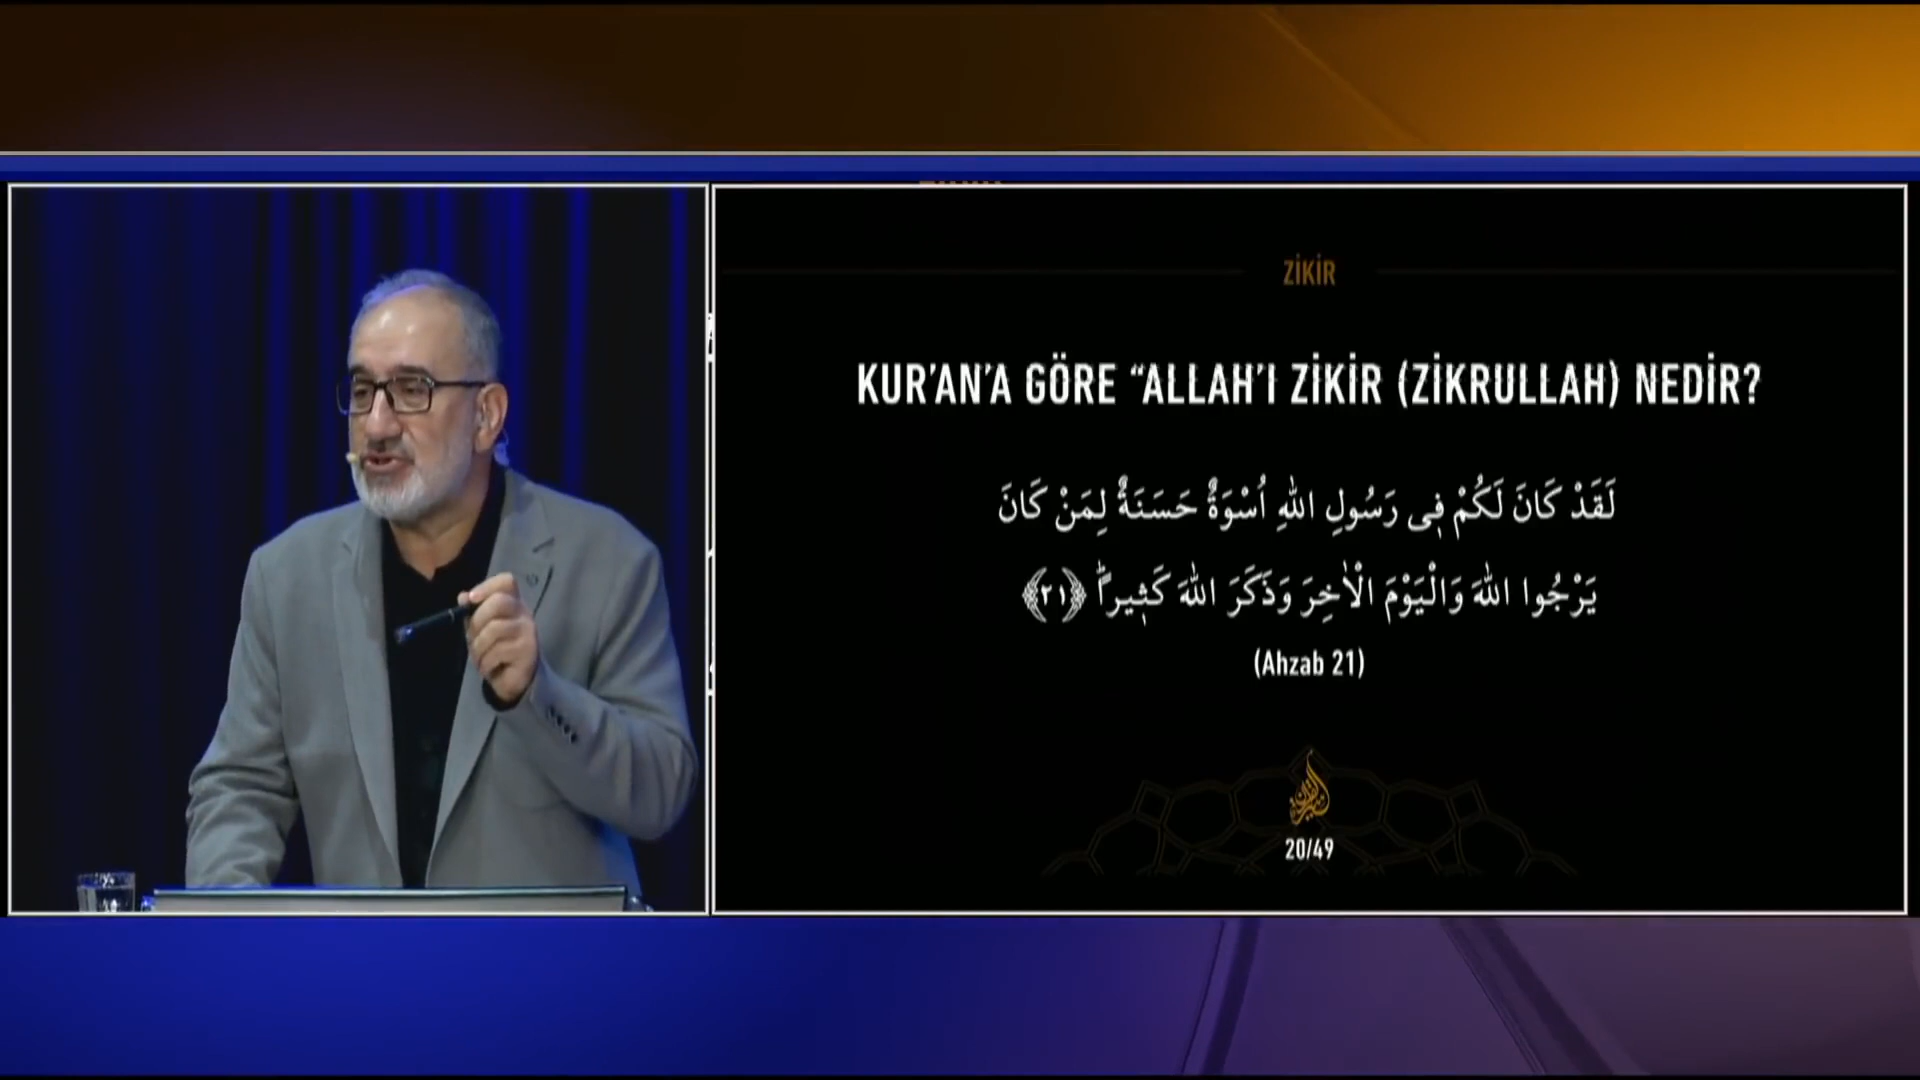 ZİKİR
KUR’AN’A GÖRE “ALLAH’I ZİKİR (ZİKRULLAH) NEDİR?
لَقَدْ كَانَ لَكُمْ فٖى رَسُولِ اللّٰهِ اُسْوَةٌ حَسَنَةٌ لِمَنْ كَانَ
يَرْجُوا اللّٰهَ وَالْيَوْمَ الْاٰخِرَ وَذَكَرَ اللّٰهَ كَثٖيراًؕ ﴿٢١﴾
(Ahzab 21)
20/49